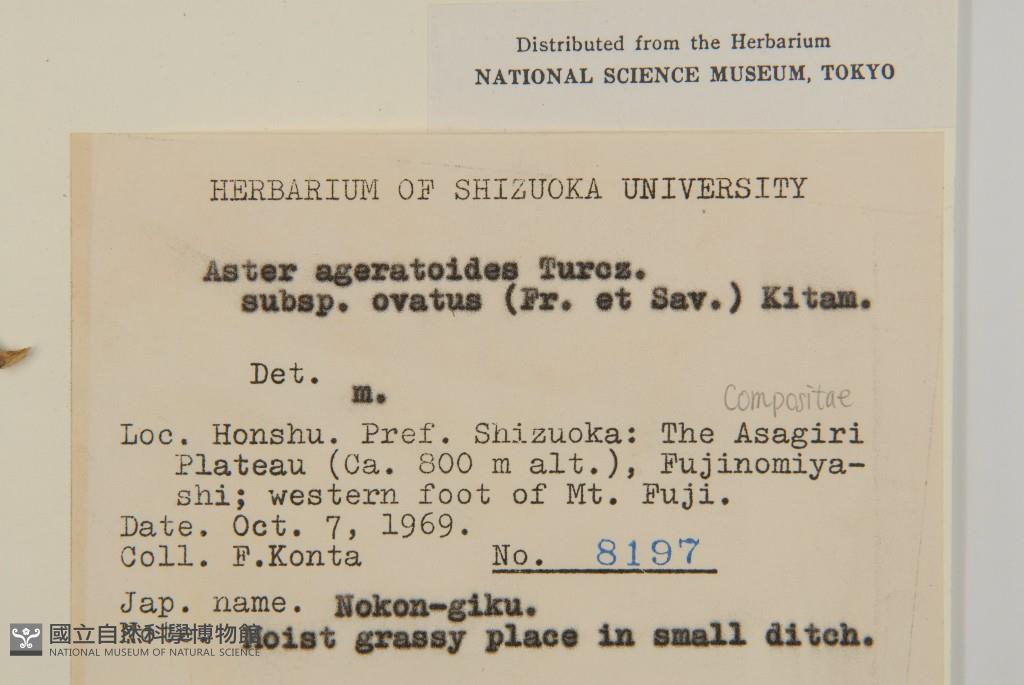 Distributed from the Herbarium
NATIONAL SCIENCE MUSEUM, TOKYO
HERBARIUM OF SHIZUOKA UNIVERSITY
Aster ageratoides Turcz.
subsp. ovatus (Fr. et Sav.) Kitam.
Det.
m.
Compositae
Loc. Honshu. Pref. Shizuoka: The Asagiri
Plateau (Ca. 800 m alt.), Fujinomiya-
shi; western foot of Mt. Fuji.
Date. Oct. 7, 1969.
Coll. F.Konta No. 8197
Jap. name. Nokon-giku.
Moist grassy place in small ditch.
國立自然科學博物館
NATIONAL MUSEUM OF NATURAL SCIENCE